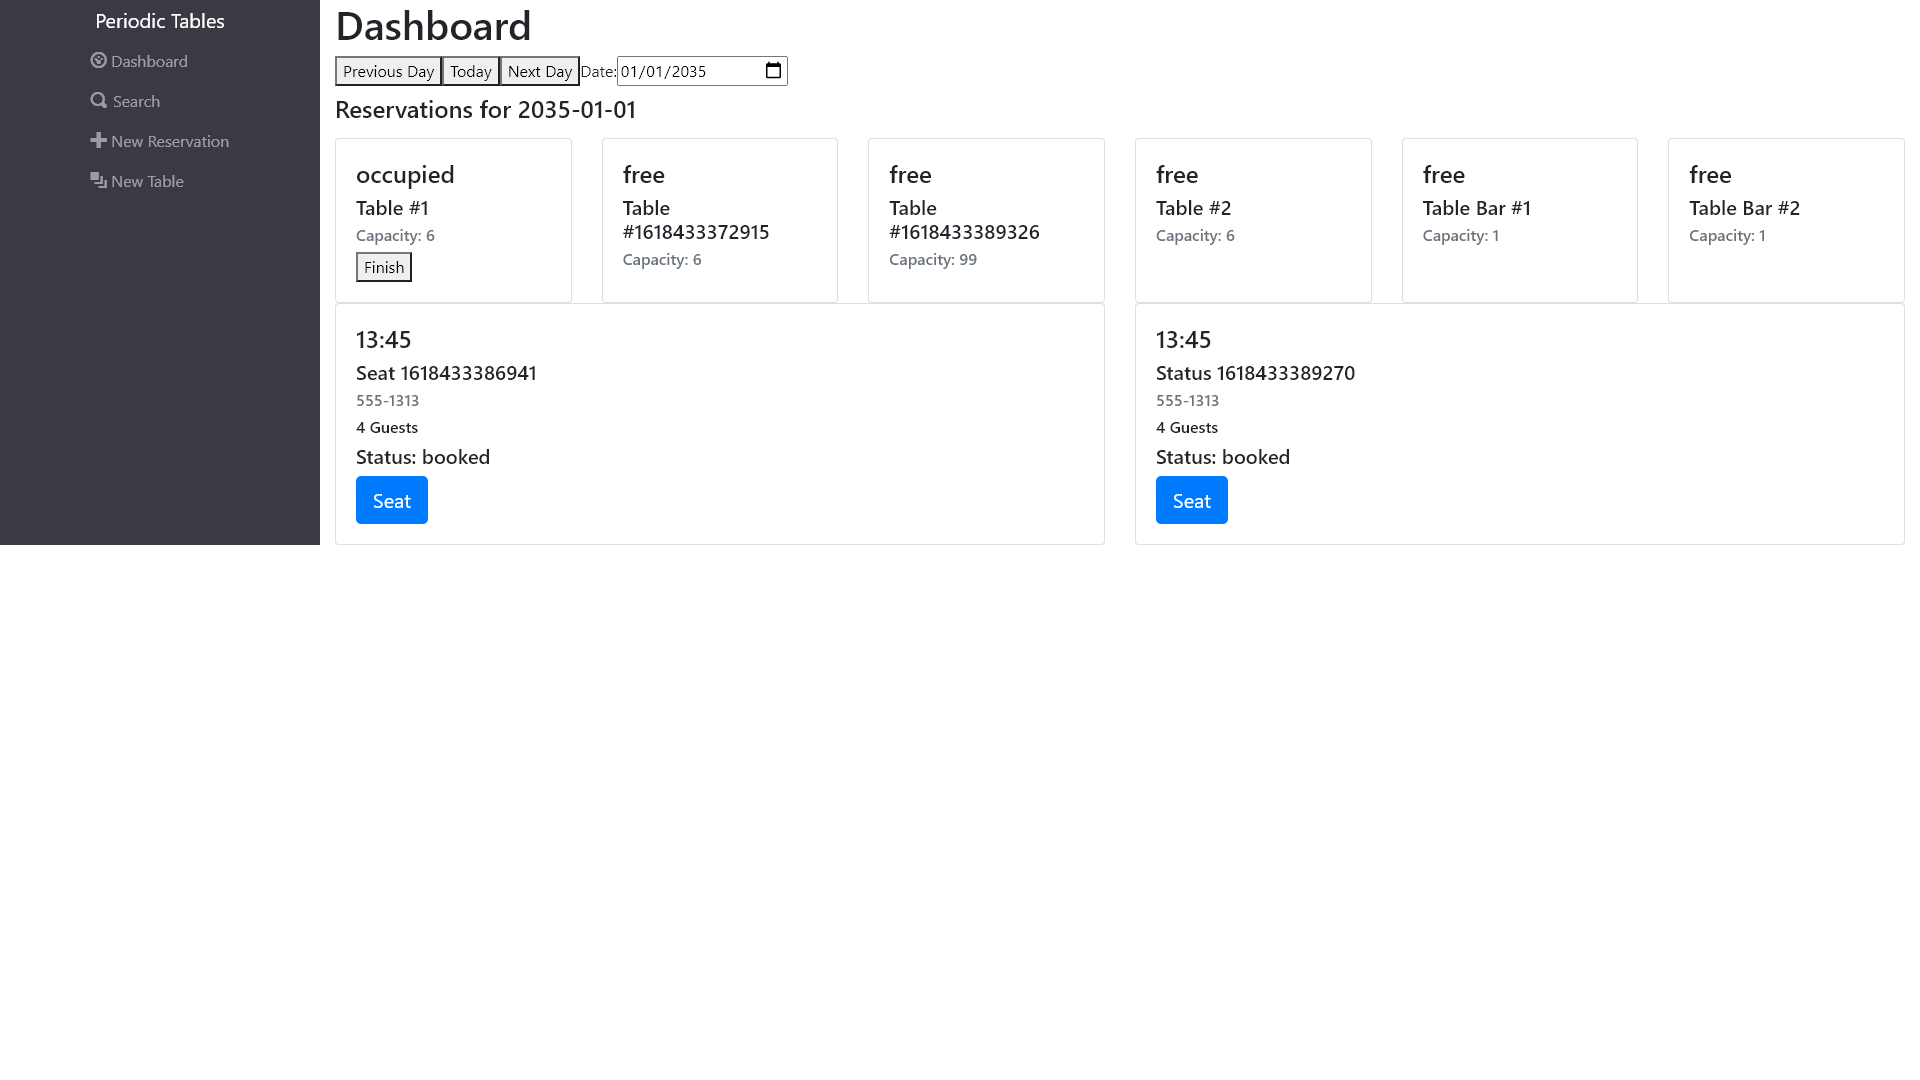 Periodic Tables
Dashboard
Search
New Reservation
New Table
Dashboard
Previous Day Today Next Day Date: 01/01/2035
Reservations for 2035-01-01
occupied
Table #1
Capacity: 6
Finish
free
Table
#1618433372915
Capacity: 6
free
Table
#1618433389326
Capacity: 99
free
Table #2
Capacity: 6
free
Table Bar #1
Capacity: 1
free
Table Bar #2
Capacity: 1
13:45
Seat 1618433386941
555-1313
4 Guests
Status: booked
Seat
13:45
Status 1618433389270
555-1313
4 Guests
Status: booked
Seat